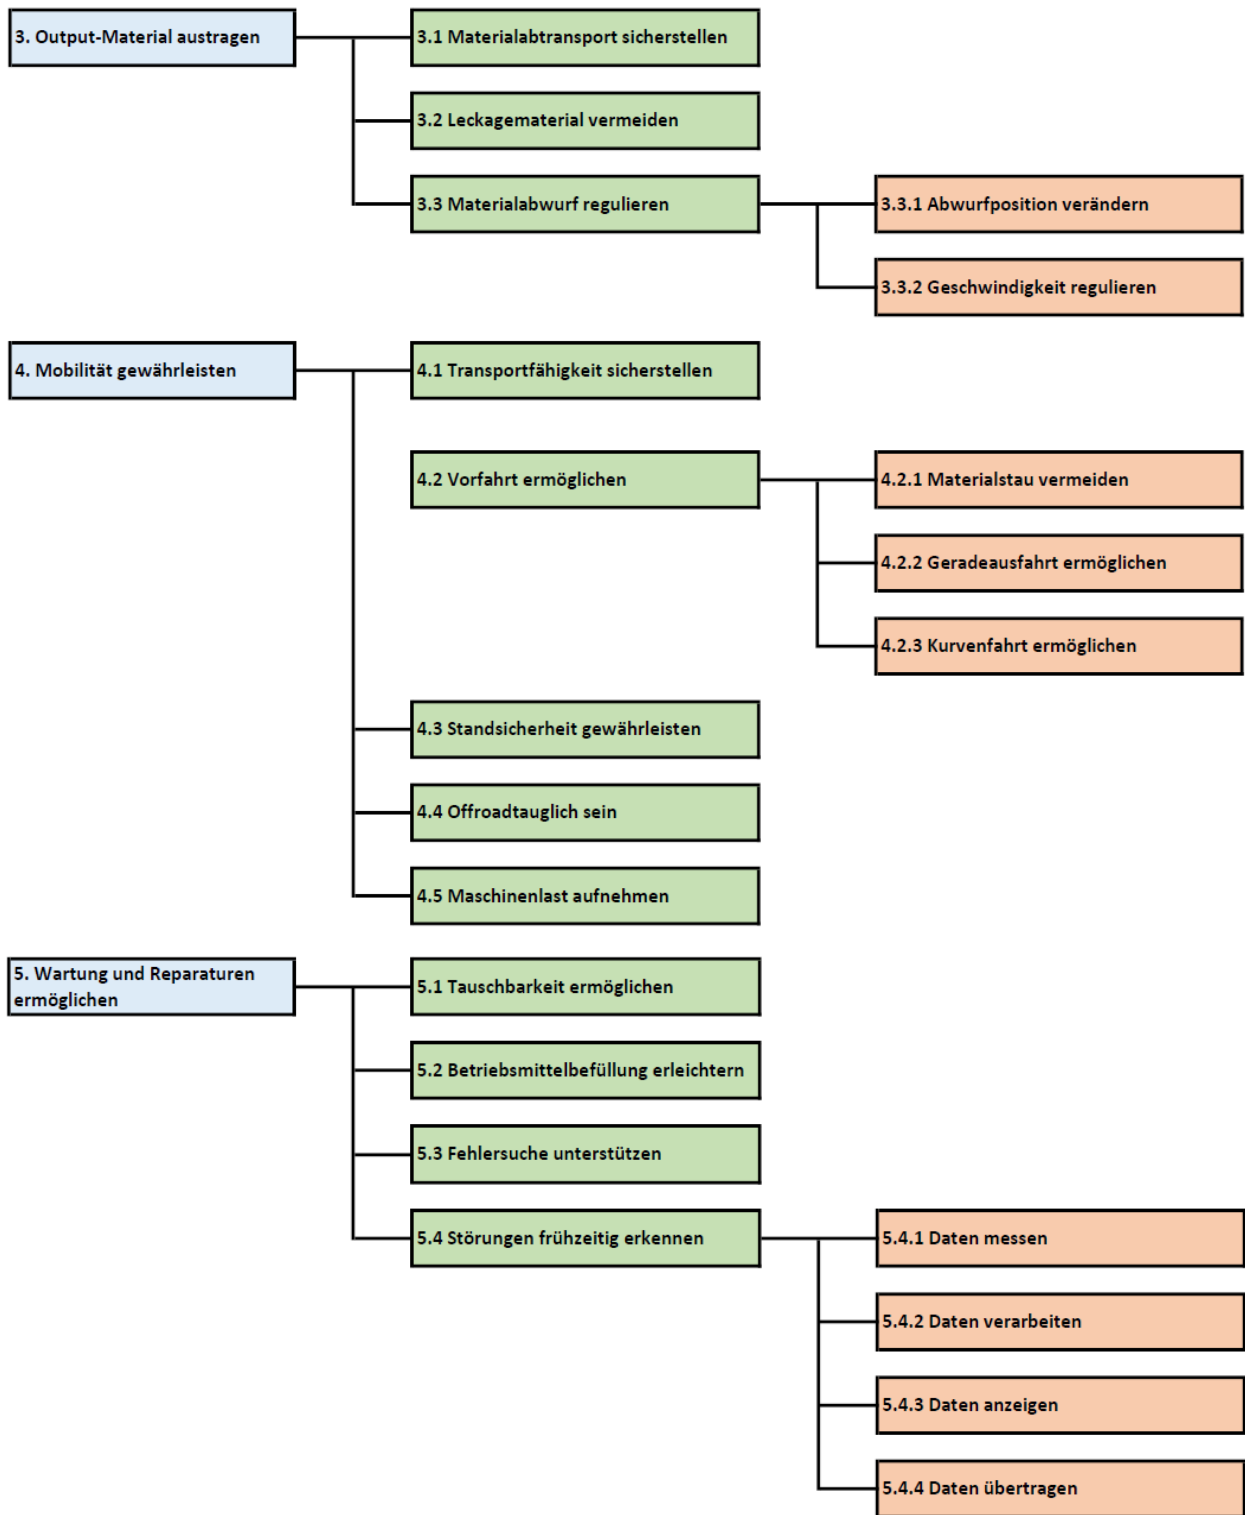 3. Output-Material austragen
3.1 Materialabtransport sicherstellen
3.2 Leckagematerial vermeiden
3.3 Materialabwurf regulieren
3.3.1 Abwurfposition verändern
3.3.2 Geschwindigkeit regulieren
4. Mobilität gewährleisten
4.1 Transportfähigkeit sicherstellen
4.2 Vorfahrt ermöglichen
4.2.1 Materialstau vermeiden
4.2.2 Geradeausfahrt ermöglichen
4.2.3 Kurvenfahrt ermöglichen
4.3 Standsicherheit gewährleisten
4.4 Offroadtauglich sein
4.5 Maschinenlast aufnehmen
5. Wartung und Reparaturen
ermöglichen
5.1 Tauschbarkeit ermöglichen
5.2 Betriebsmittelbefüllung erleichtern
5.3 Fehlersuche unterstützen
5.4 Störungen frühzeitig erkennen
5.4.1 Daten messen
5.4.2 Daten verarbeiten
5.4.3 Daten anzeigen
5.4.4 Daten übertragen